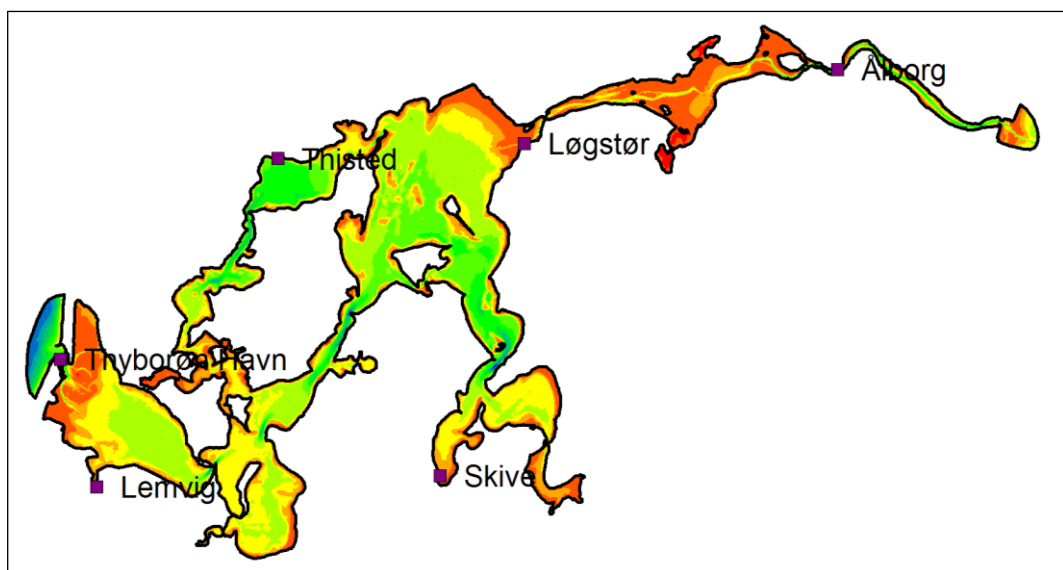 Ålborg
Løgstør
Thisted
Thyborøn Havn
Skive
Lemvig